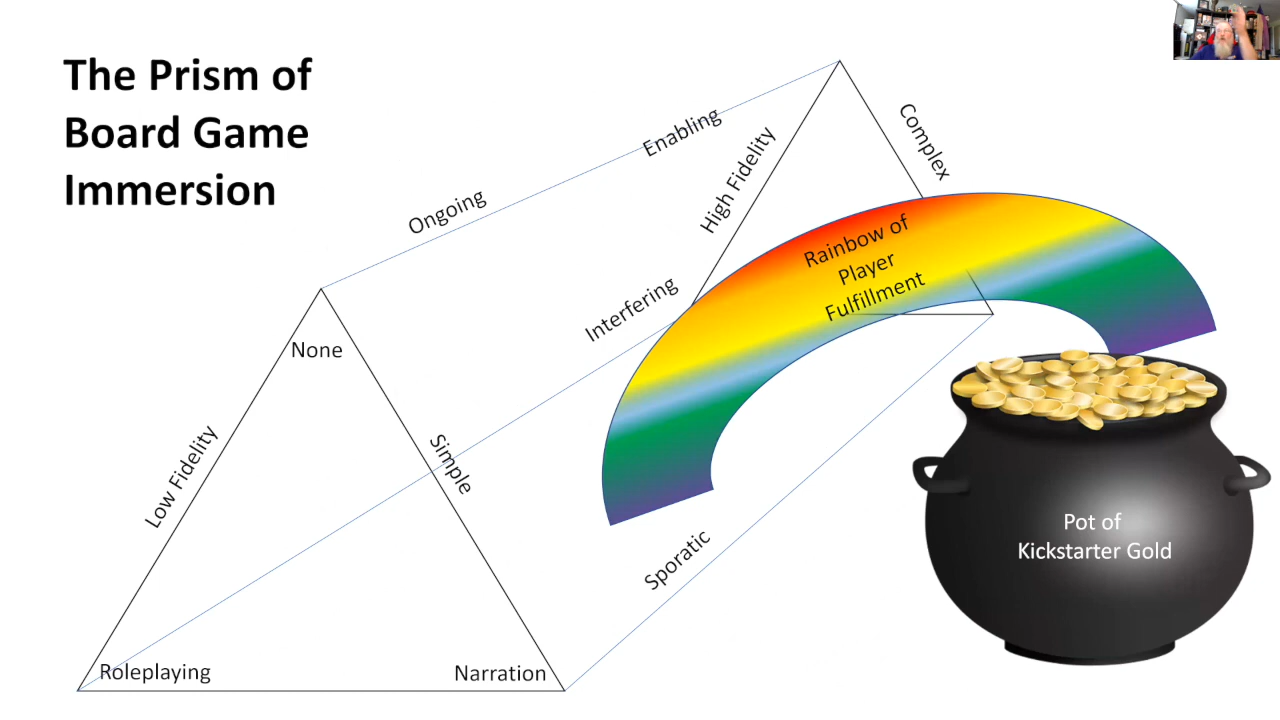 The Prism of
Board Game
Immersion
Ongoing
Enabling
High Fidelity
Complex
Rainbow of
Player
Fulfillment
Interfering
None
Low Fidelity
Simple
Sporatic
Roleplaying
Narration
Pot of
Kickstarter Gold